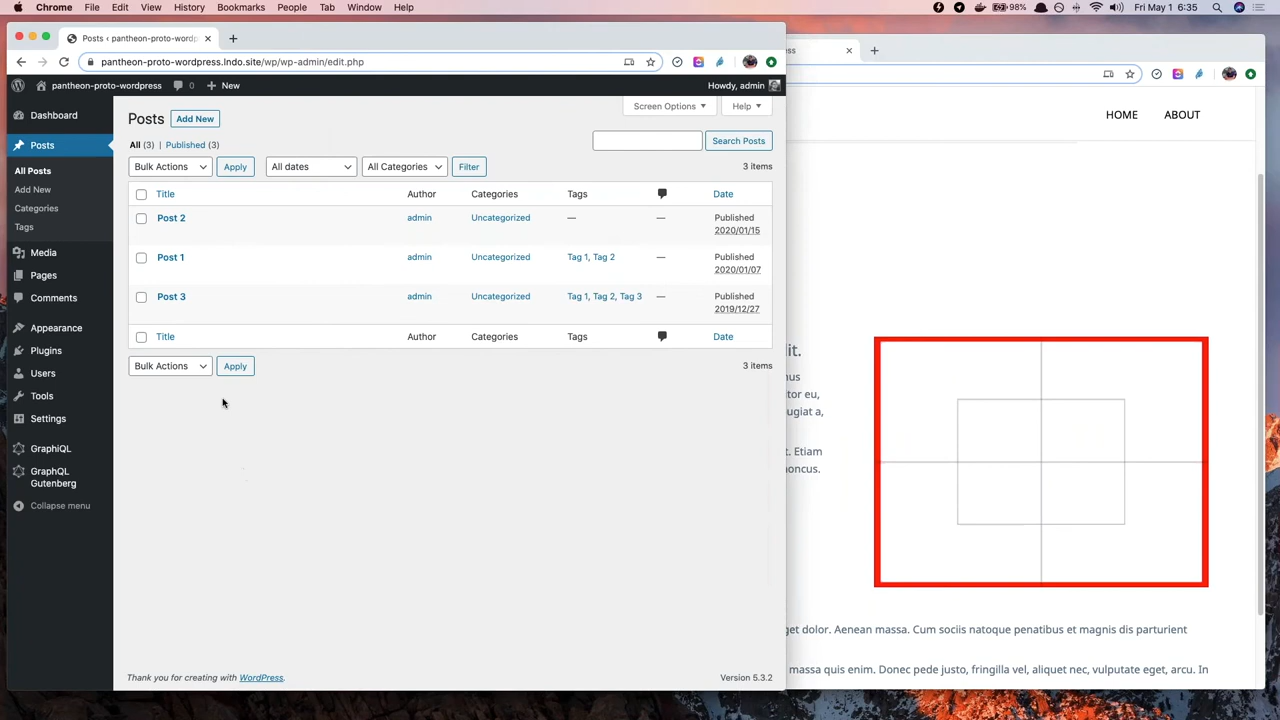 Chrome File Edit View History Bookmarks People Tab Window Help 98% Fri May 1 6:35
Posts ‹ pantheon-proto-wordp
ess
pantheon-proto-wordpress.lndo.site/wp/wp-admin/edit.php
pantheon-proto-wordpress 0 New Howdy, admin
Dashboard
Posts
All Posts
Add New
Categories
Tags
Media
Pages
Comments
Appearance
Plugins
Users
Tools
Settings
GraphiQL
GraphQL
Gutenberg
Collapse menu
Screen Options Help
Posts Add New
All (3) | Published (3)
Search Posts
Bulk Actions Apply All dates All Categories Filter 3 items
Title Author Categories Tags Date
Post 2 admin Uncategorized — — Published
2020/01/15
Post 1 admin Uncategorized Tag 1, Tag 2 — Published
2020/01/07
Post 3 admin Uncategorized Tag 1, Tag 2, Tag 3 — Published
2019/12/27
Title Author Categories Tags Date
Bulk Actions Apply 3 items
Thank you for creating with WordPress. Version 5.3.2
HOME ABOUT
lit.
nus
itor eu,
ugiat a,
t. Etiam
noncus.
get dolor. Aenean massa. Cum sociis natoque penatibus et magnis dis parturient
massa quis enim. Donec pede justo, fringilla vel, aliquet nec, vulputate eget, arcu. In